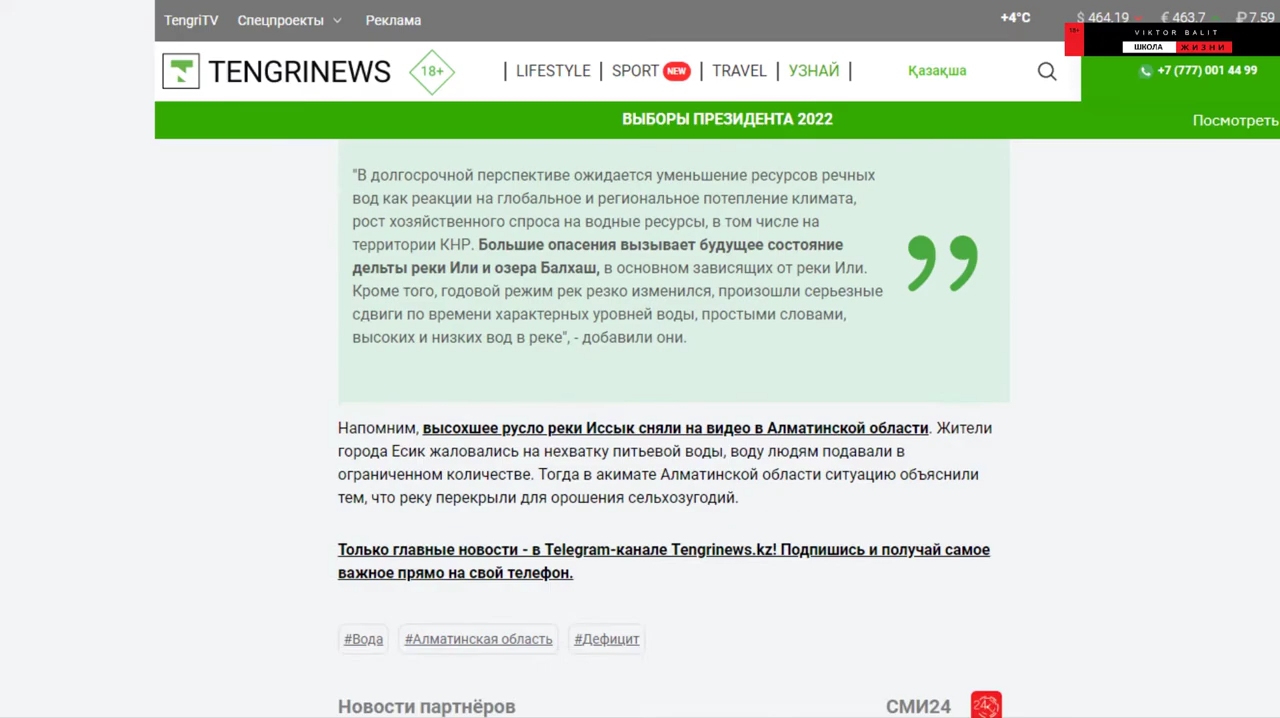 TengriTV Спецпроекты Реклама +4°C $ 464.19 € 463.7 ₽ 7.59
18+ VIKTOR BALIT
ШКОЛА ЖИЗНИ
TENGRINEWS 18+ | LIFESTYLE | SPORT NEW | TRAVEL | УЗНАЙ | Қазақша +7 (777) 001 44 99
ВЫБОРЫ ПРЕЗИДЕНТА 2022 Посмотреть
"В долгосрочной перспективе ожидается уменьшение ресурсов речных
вод как реакции на глобальное и региональное потепление климата,
рост хозяйственного спроса на водные ресурсы, в том числе на
территории КНР. Большие опасения вызывает будущее состояние
дельты реки Или и озера Балхаш, в основном зависящих от реки Или.
Кроме того, годовой режим рек резко изменился, произошли серьезные
сдвиги по времени характерных уровней воды, простыми словами,
высоких и низких вод в реке", - добавили они.
Напомним, высохшее русло реки Иссык сняли на видео в Алматинской области. Жители
города Есик жаловались на нехватку питьевой воды, воду людям подавали в
ограниченном количестве. Тогда в акимате Алматинской области ситуацию объяснили
тем, что реку перекрыли для орошения сельхозугодий.
Только главные новости - в Telegram-канале Tengrinews.kz! Подпишись и получай самое
важное прямо на свой телефон.
#Вода #Алматинская область #Дефицит
Новости партнёров СМИ24 24